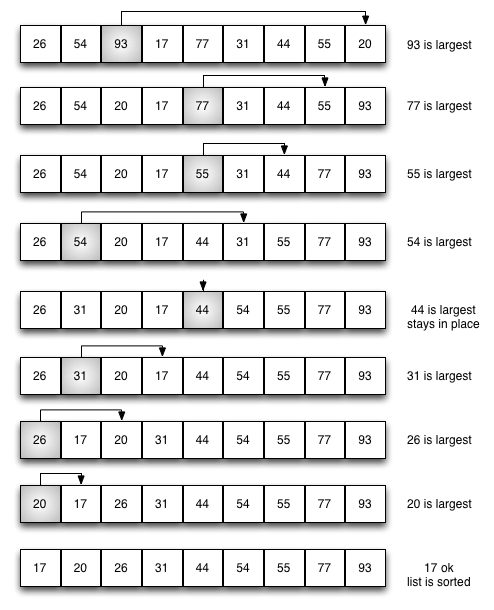 26 54 93 17 77 31 44 55 20 93 is largest
26 54 20 17 77 31 44 55 93 77 is largest
26 54 20 17 55 31 44 77 93 55 is largest
26 54 20 17 44 31 55 77 93 54 is largest
26 31 20 17 44 54 55 77 93 44 is largest
stays in place
26 31 20 17 44 54 55 77 93 31 is largest
26 17 20 31 44 54 55 77 93 26 is largest
20 17 26 31 44 54 55 77 93 20 is largest
17 20 26 31 44 54 55 77 93 17 ok
list is sorted